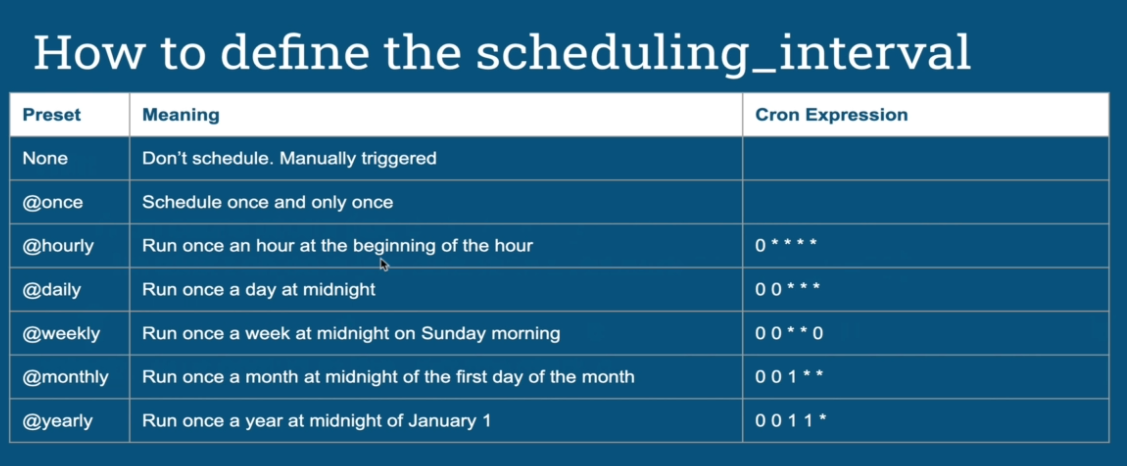 How to define the scheduling_interval
Preset Meaning Cron Expression
None Don't schedule. Manually triggered
@once Schedule once and only once
@hourly Run once an hour at the beginning of the hour 0 * * * *
@daily Run once a day at midnight 0 0 * * *
@weekly Run once a week at midnight on Sunday morning 0 0 * * 0
@monthly Run once a month at midnight of the first day of the month 0 0 1 * *
@yearly Run once a year at midnight of January 1 0 0 1 1 *